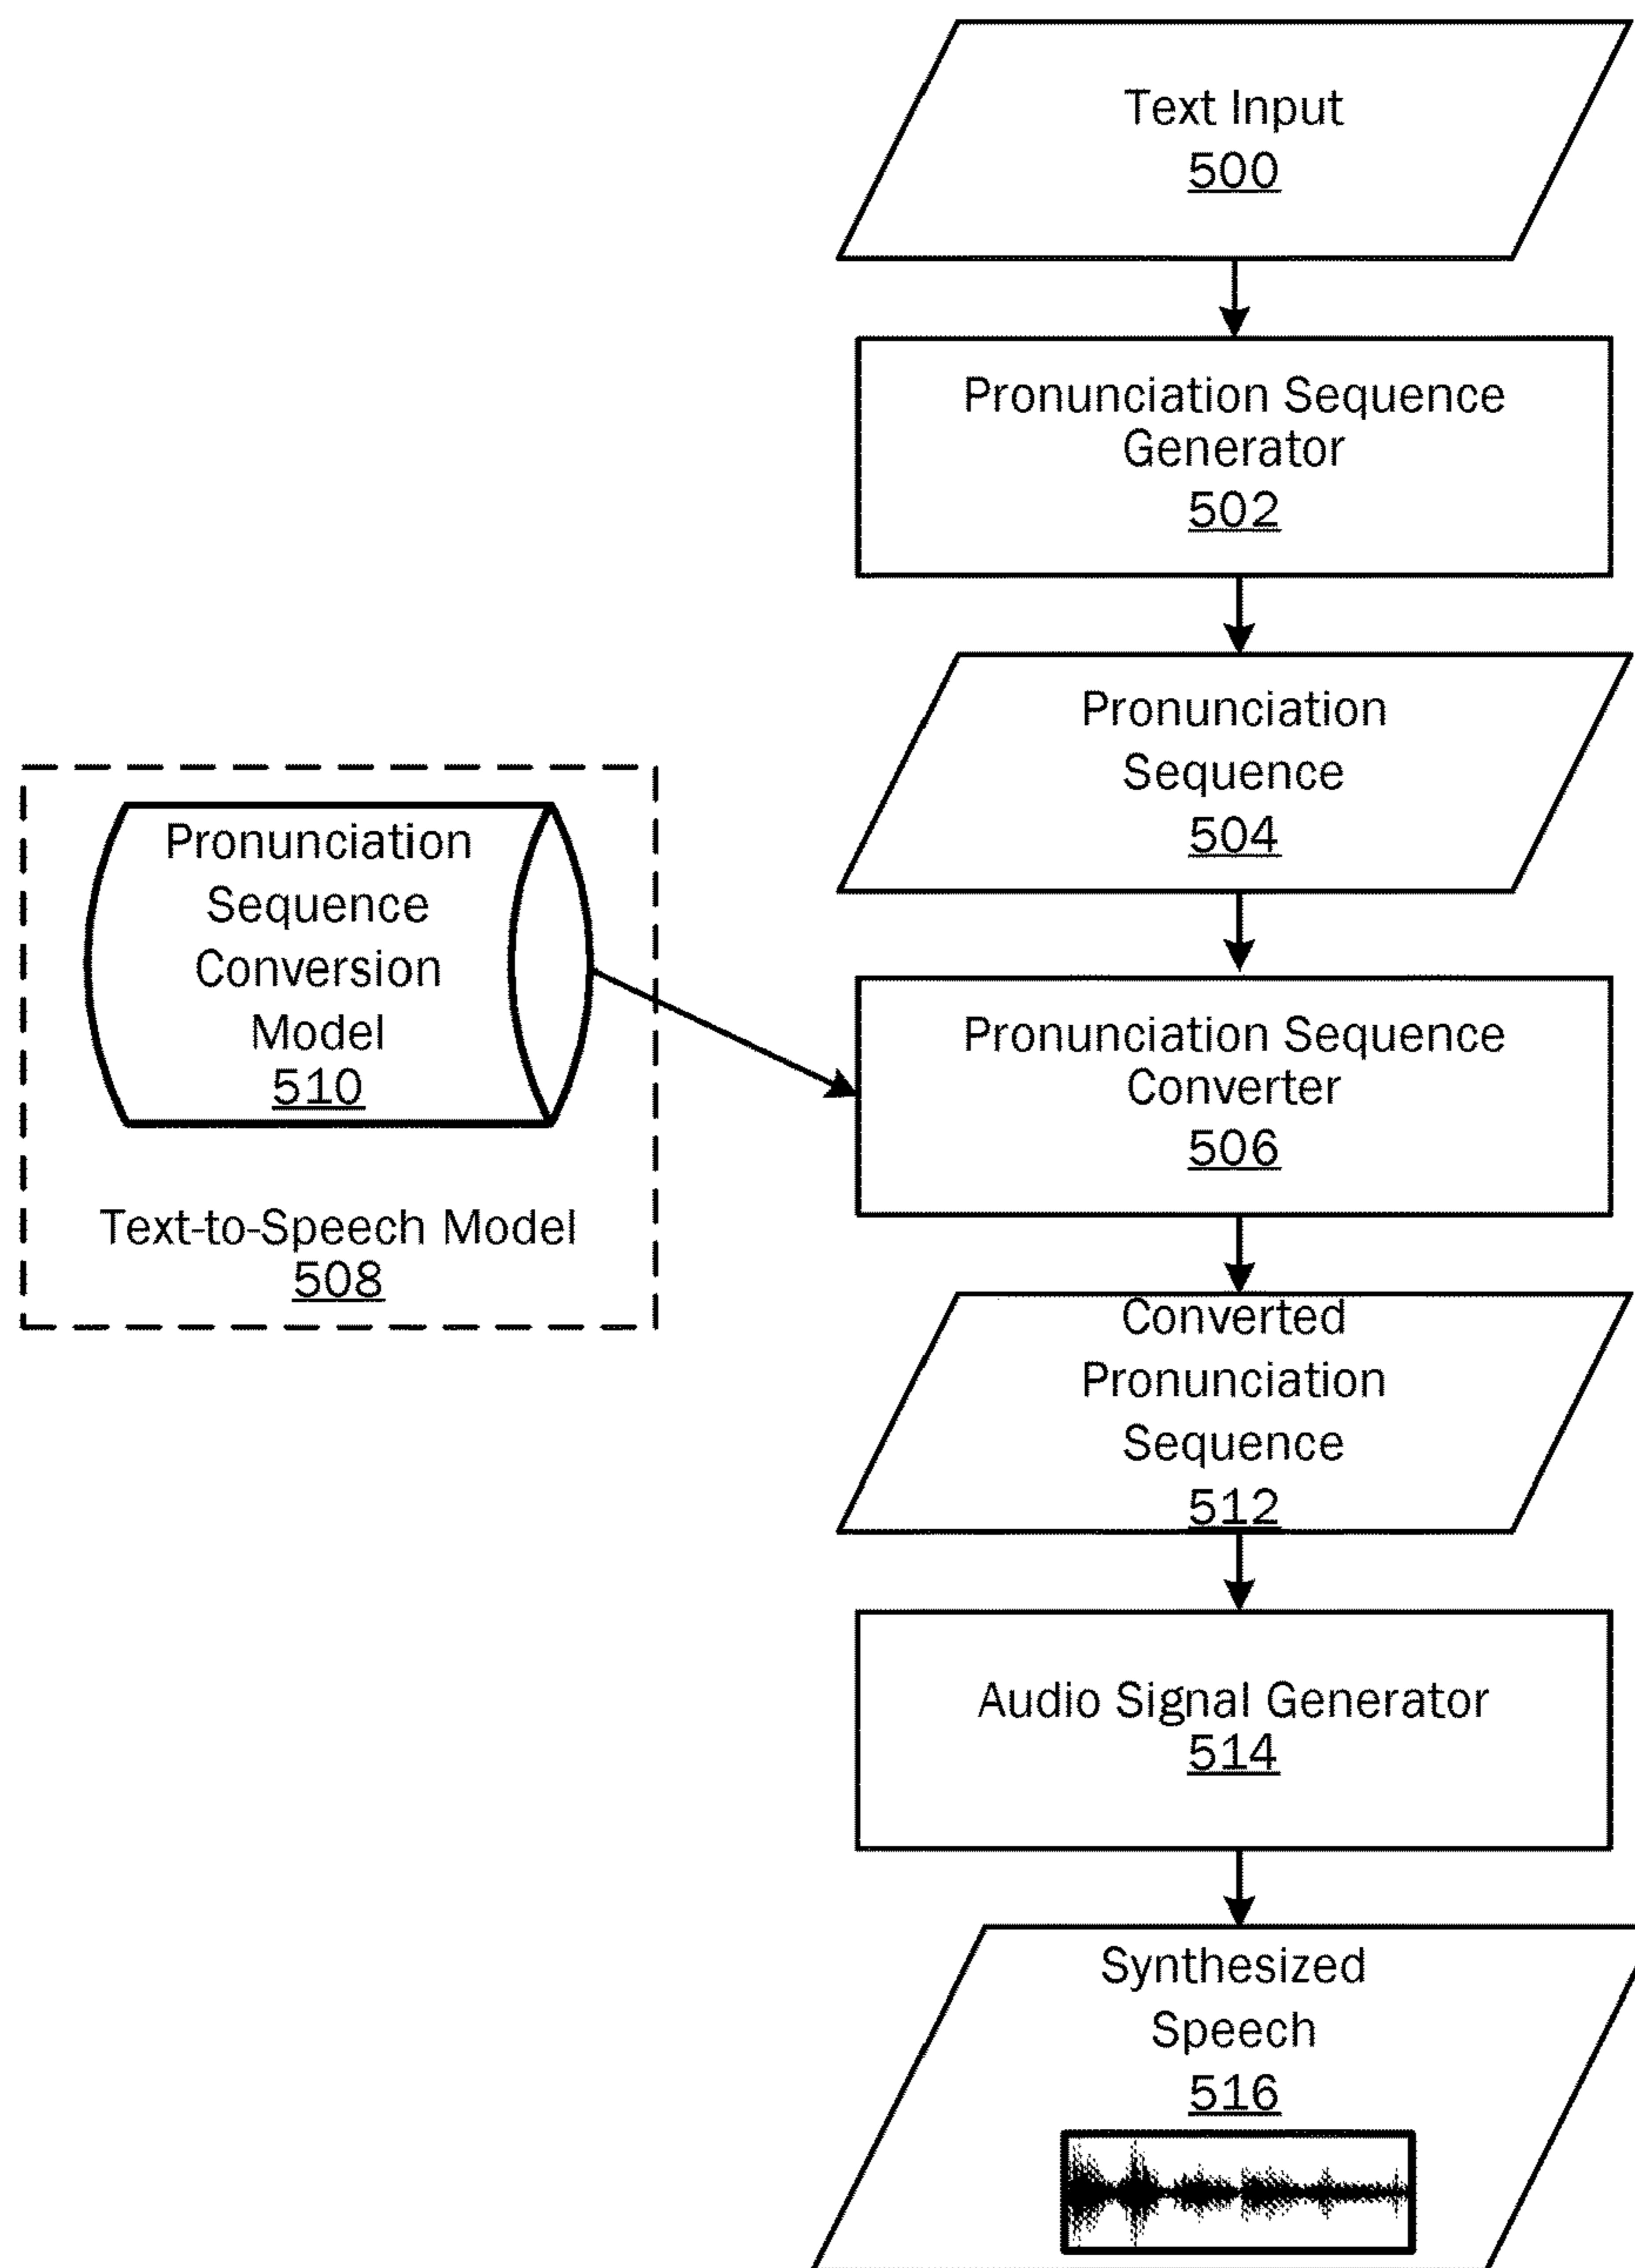 Text Input
500
Pronunciation Sequence
Generator
502
Pronunciation
Sequence
504
Pronunciation
Sequence
Conversion
Model
510
Text-to-Speech Model
508
Pronunciation Sequence
Converter
506
Converted
Pronunciation
Sequence
512
Audio Signal Generator
514
Synthesized
Speech
516